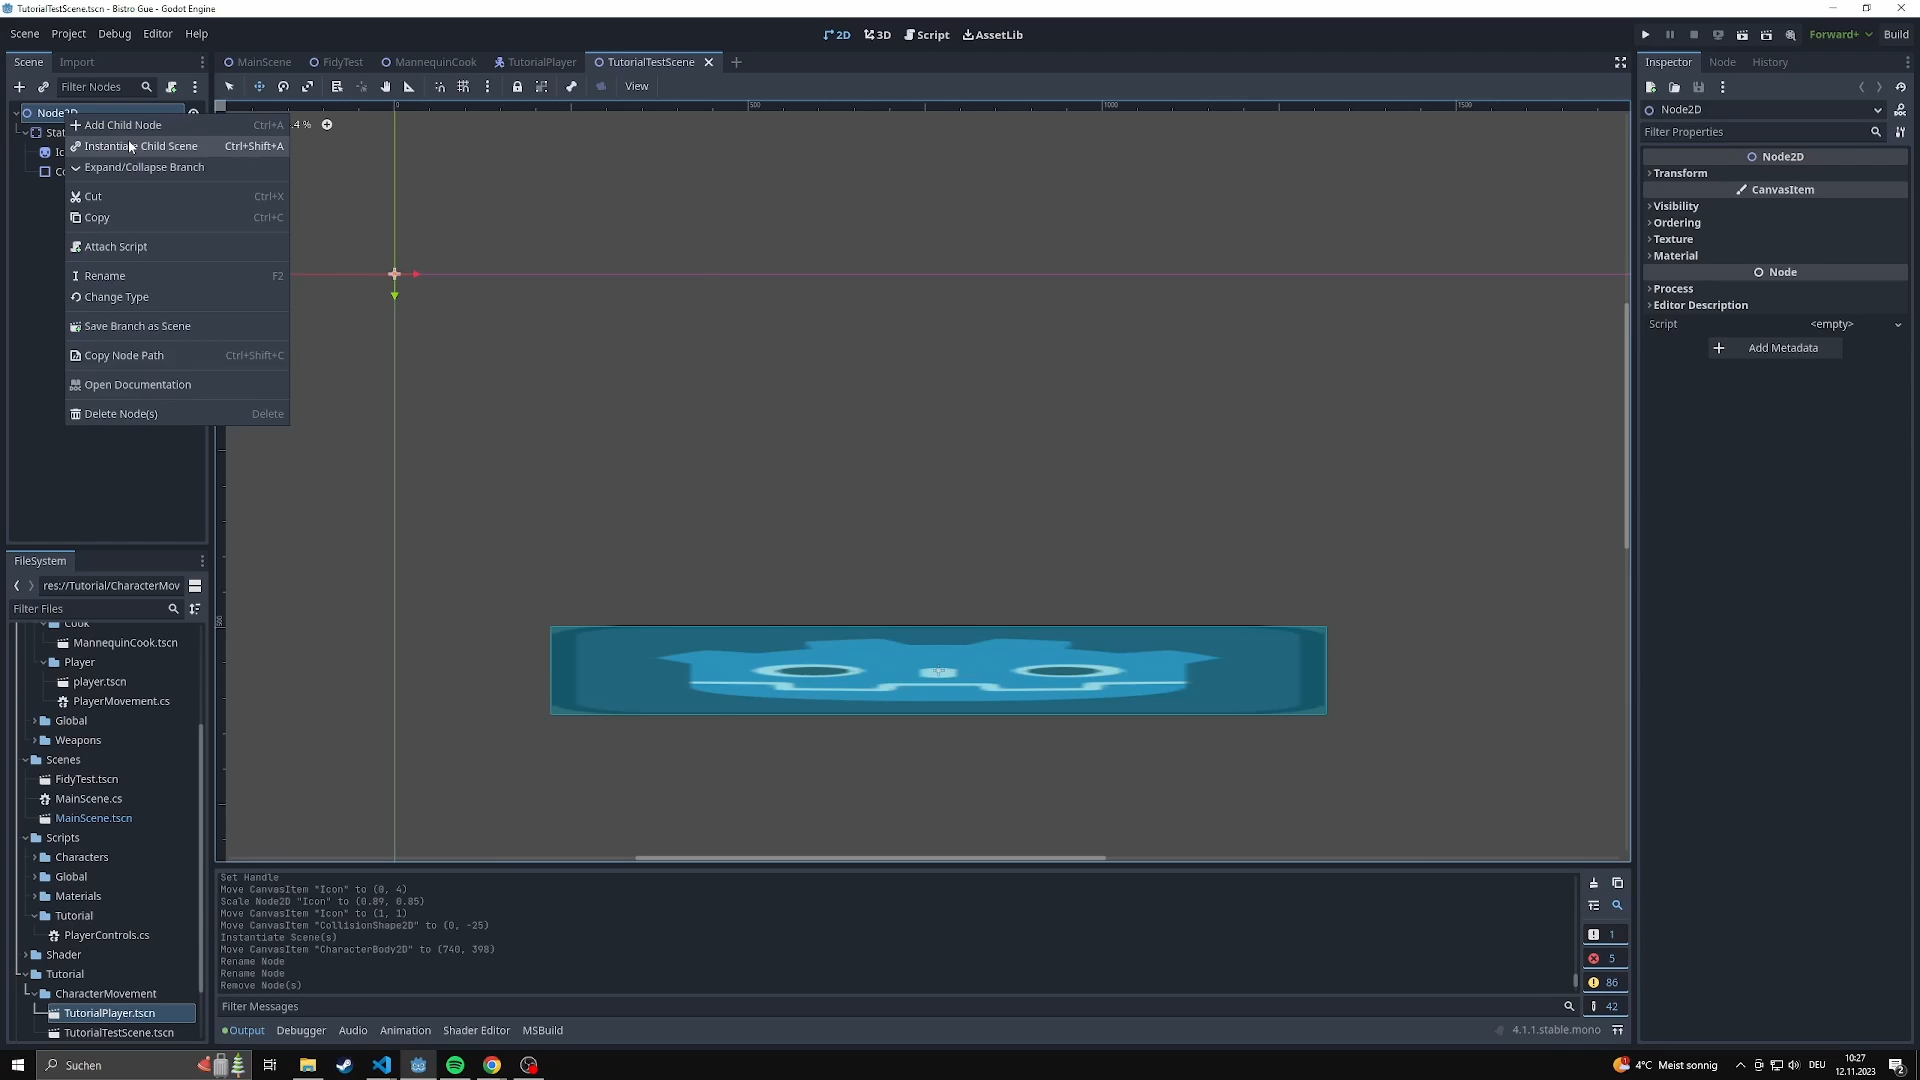 TutorialTestScene.tscn - Bistro Gue - Godot Engine
Scene Project Debug Editor Help
2D 3D Script AssetLib
Forward+ Build
Scene Import
MainScene FidyTest MannequinCook TutorialPlayer TutorialTestScene
Inspector Node History
Filter Nodes
View
Node2D
0 500 1000 1500
Add Child Node Ctrl+A
Instantiate Child Scene Ctrl+Shift+A
Expand/Collapse Branch
Cut Ctrl+X
Copy Ctrl+C
Attach Script
Rename F2
Change Type
Save Branch as Scene
Copy Node Path Ctrl+Shift+C
Open Documentation
Delete Node(s) Delete
.4 %
500
Node2D
Filter Properties
Node2D
Transform
CanvasItem
Visibility
Ordering
Texture
Material
Node
Process
Editor Description
Script <empty>
Add Metadata
FileSystem
res://Tutorial/CharacterMov
Filter Files
Cook
MannequinCook.tscn
Player
player.tscn
PlayerMovement.cs
Global
Weapons
Scenes
FidyTest.tscn
MainScene.cs
MainScene.tscn
Scripts
Characters
Global
Materials
Tutorial
PlayerControls.cs
Shader
Tutorial
CharacterMovement
TutorialPlayer.tscn
TutorialTestScene.tscn
Set Handle
Move CanvasItem "Icon" to (0, 4)
Scale Node2D "Icon" to (0.89, 0.85)
Move CanvasItem "Icon" to (1, 1)
Move CanvasItem "CollisionShape2D" to (0, -25)
Instantiate Scene(s)
Move CanvasItem "CharacterBody2D" to (740, 398)
Rename Node
Rename Node
Remove Node(s)
1
5
86
42
Filter Messages
Output Debugger Audio Animation Shader Editor MSBuild
4.1.1.stable.mono
Suchen
4°C Meist sonnig
DEU
10:27
12.11.2023
2